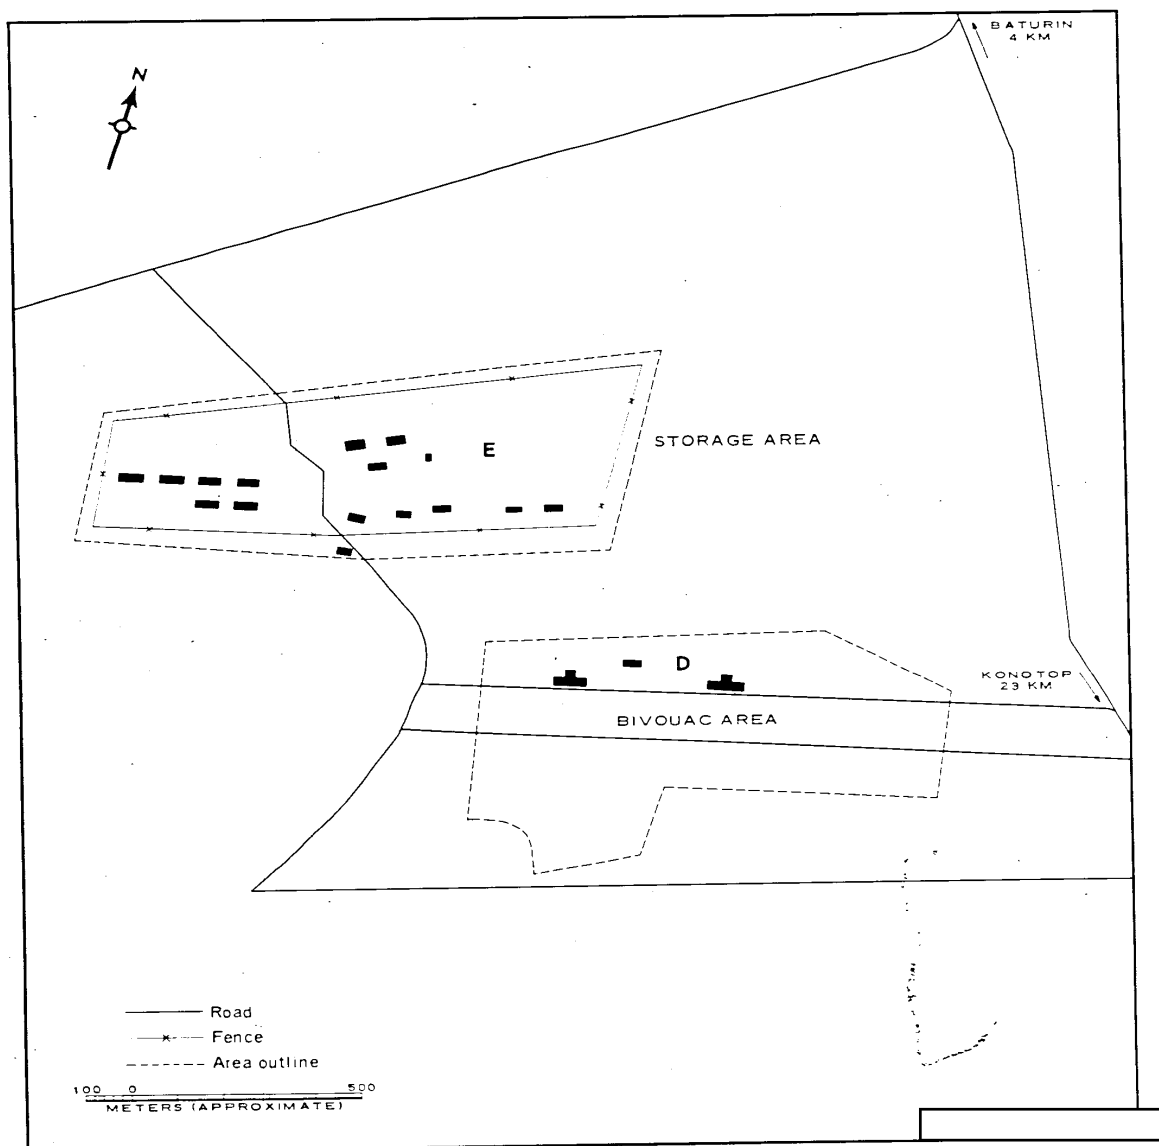 BATURIN
4 KM
N
E
STORAGE AREA
D
KONOTOP
23 KM
BIVOUAC AREA
Road
Fence
Area outline
100 0 500
METERS (APPROXIMATE)